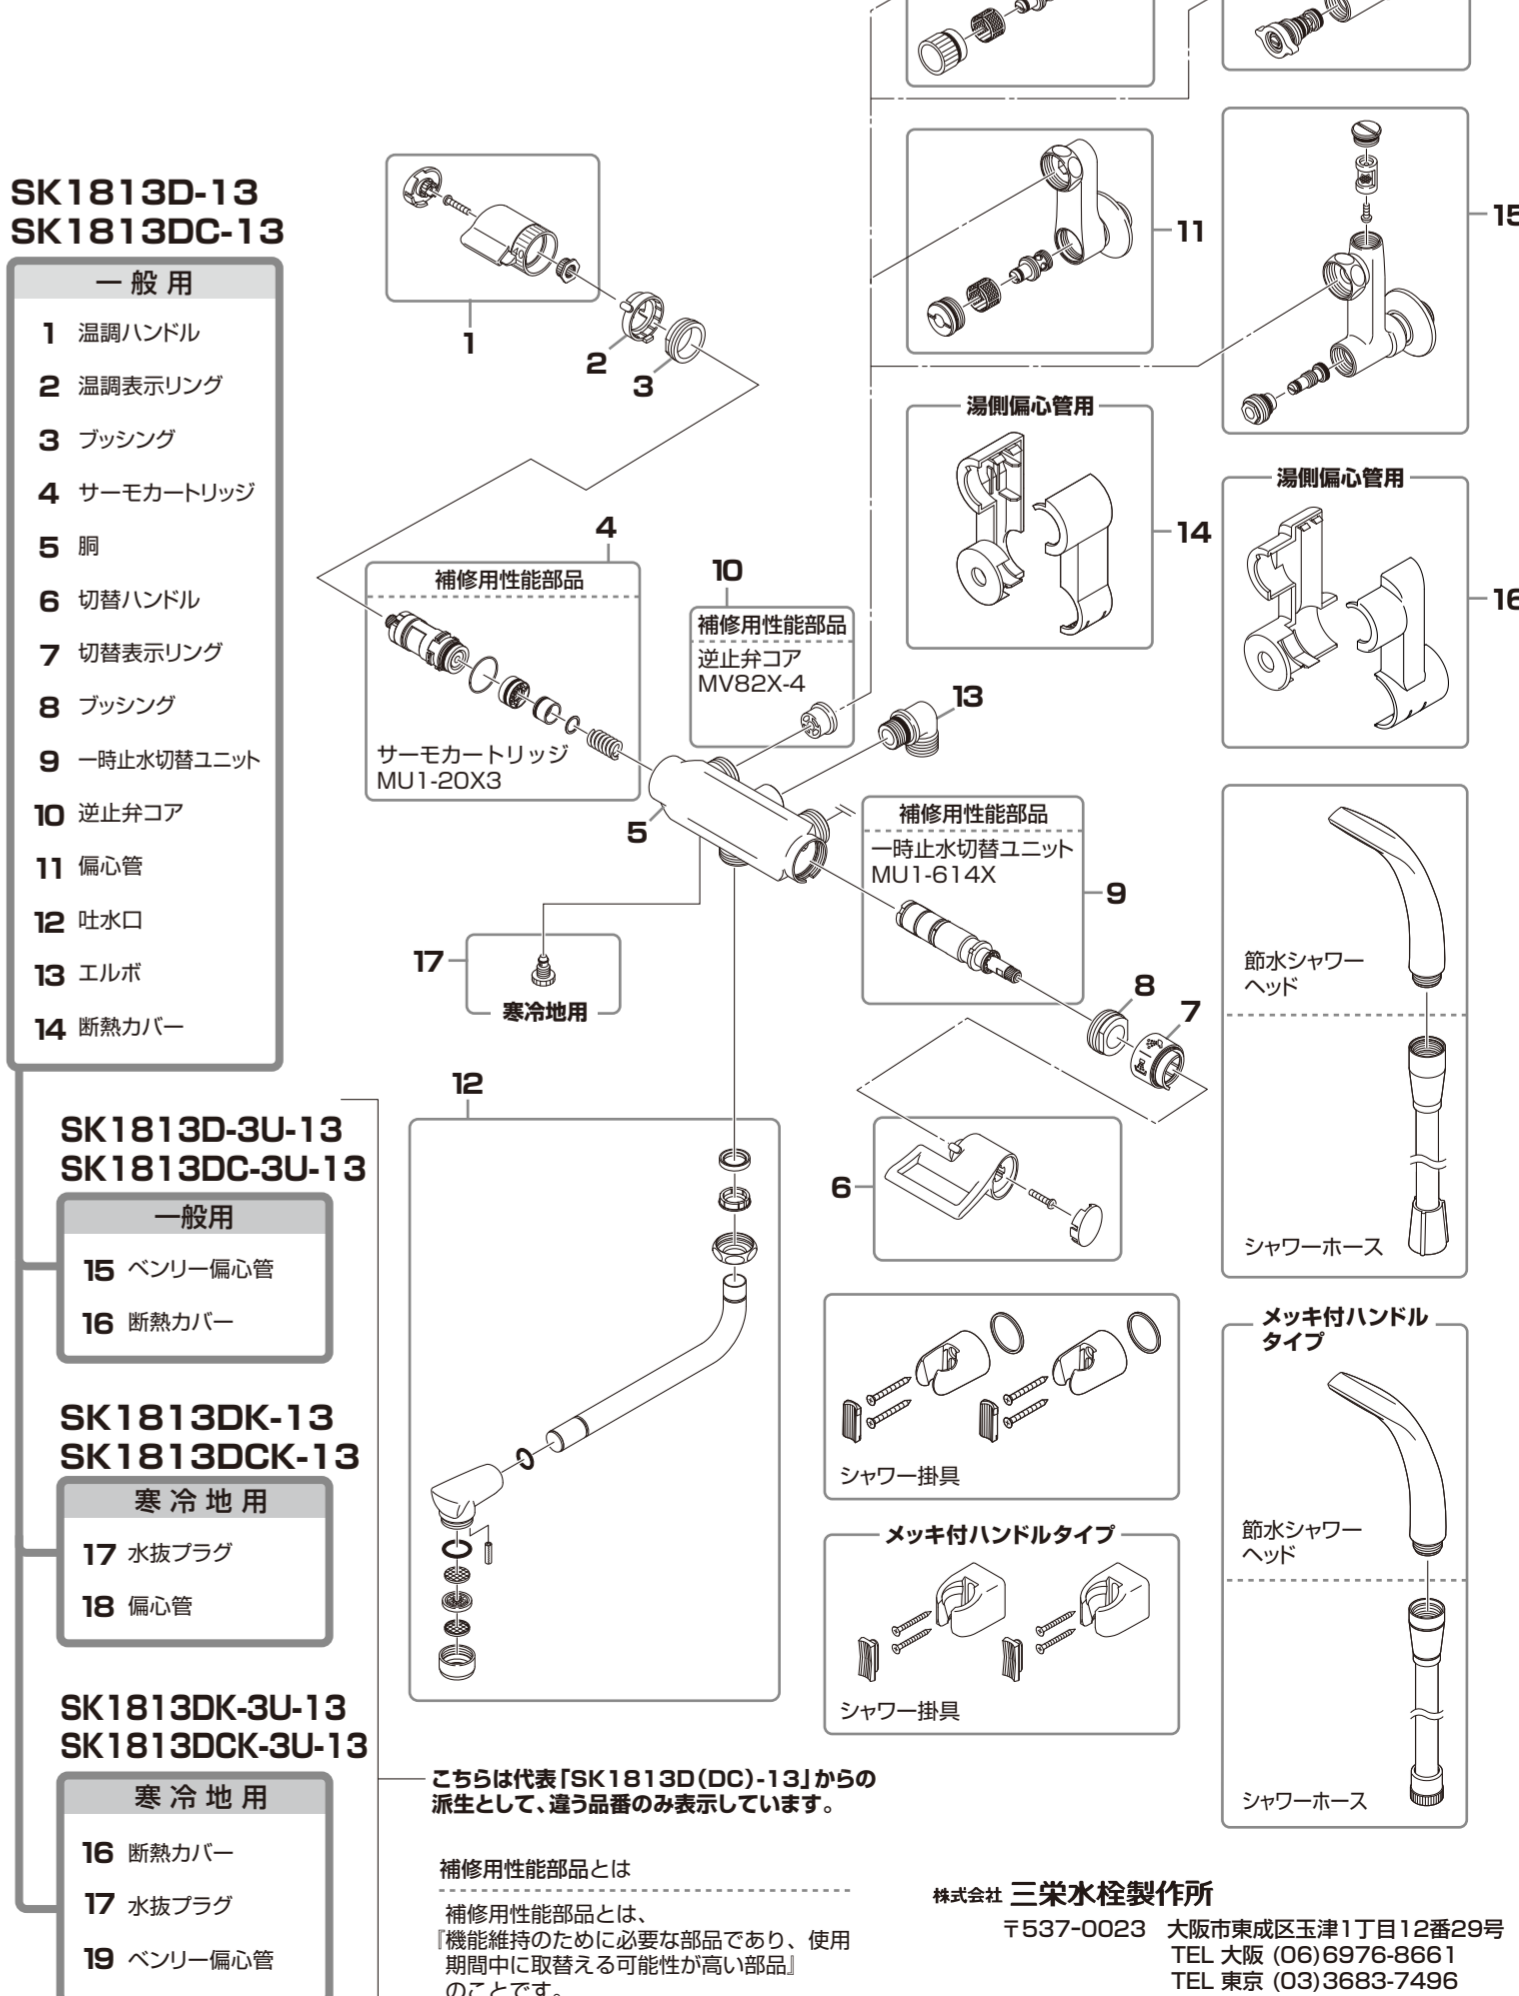 SK1813D-13
SK1813DC-13
一般用
1 温調ハンドル
2 温調表示リング
3 ブッシング
4 サーモカートリッジ
5 胴
6 切替ハンドル
7 切替表示リング
8 ブッシング
9 一時止水切替ユニット
10 逆止弁コア
11 偏心管
12 吐水口
13 エルボ
14 断熱カバー
SK1813D-3U-13
SK1813DC-3U-13
一般用
15 ベンリー偏心管
16 断熱カバー
SK1813DK-13
SK1813DCK-13
寒冷地用
17 水抜プラグ
18 偏心管
SK1813DK-3U-13
SK1813DCK-3U-13
寒冷地用
16 断熱カバー
17 水抜プラグ
19 ベンリー偏心管
40
1
2
3
4
補修用性能部品
サーモカートリッジ
MU1-20X3
10
補修用性能部品
逆止弁コア
MV82X-4
13
5
補修用性能部品
一時止水切替ユニット
MU1-614X
9
17
寒冷地用
8
7
12
6
11
15
湯側偏心管用
14
湯側偏心管用
16
節水シャワー
ヘッド
シャワーホース
シャワー掛具
メッキ付ハンドルタイプ
シャワー掛具
メッキ付ハンドル
タイプ
節水シャワー
ヘッド
シャワーホース
こちらは代表「SK1813D(DC)-13」からの
派生として、違う品番のみ表示しています。
補修用性能部品とは
補修用性能部品とは、
『機能維持のために必要な部品であり、使用
期間中に取替える可能性が高い部品』
のことです。
株式会社 三栄水栓製作所
〒537-0023 大阪市東成区玉津1丁目12番29号
TEL 大阪 (06)6976-8661
TEL 東京 (03)3683-7496